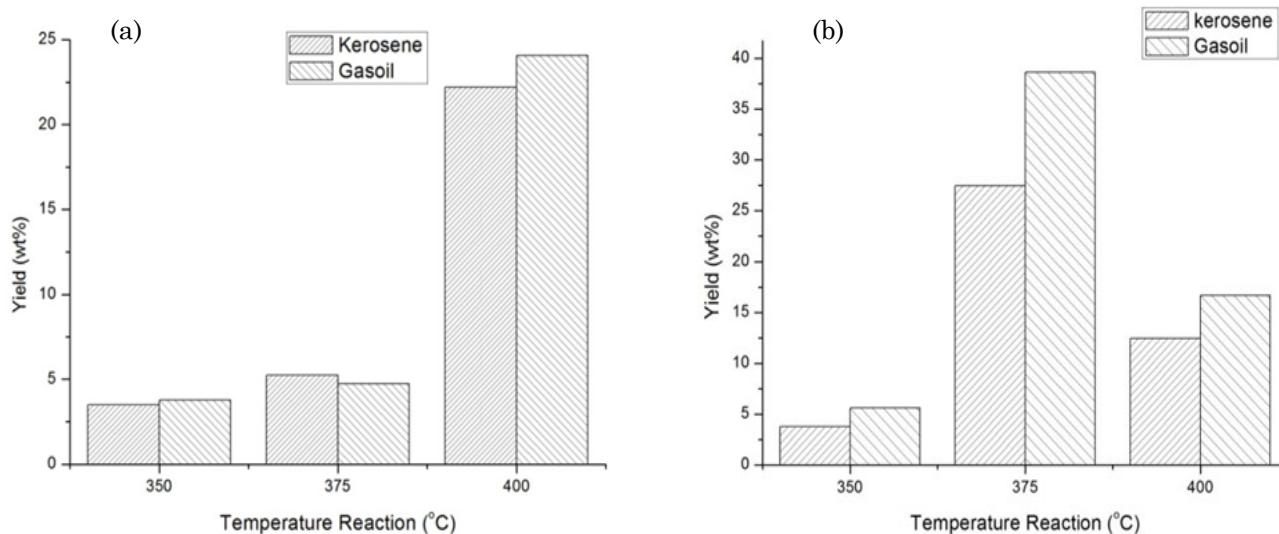 (a)
Kerosene
Gasoil
25
20
15
10
5
0
Yield (wt%)
350
375
400
Temperature Reaction (°C)
(b)
kerosene
Gasoil
40
35
30
25
20
15
10
5
0
Yield (wt%)
350
375
400
Temperature Reaction (°C)